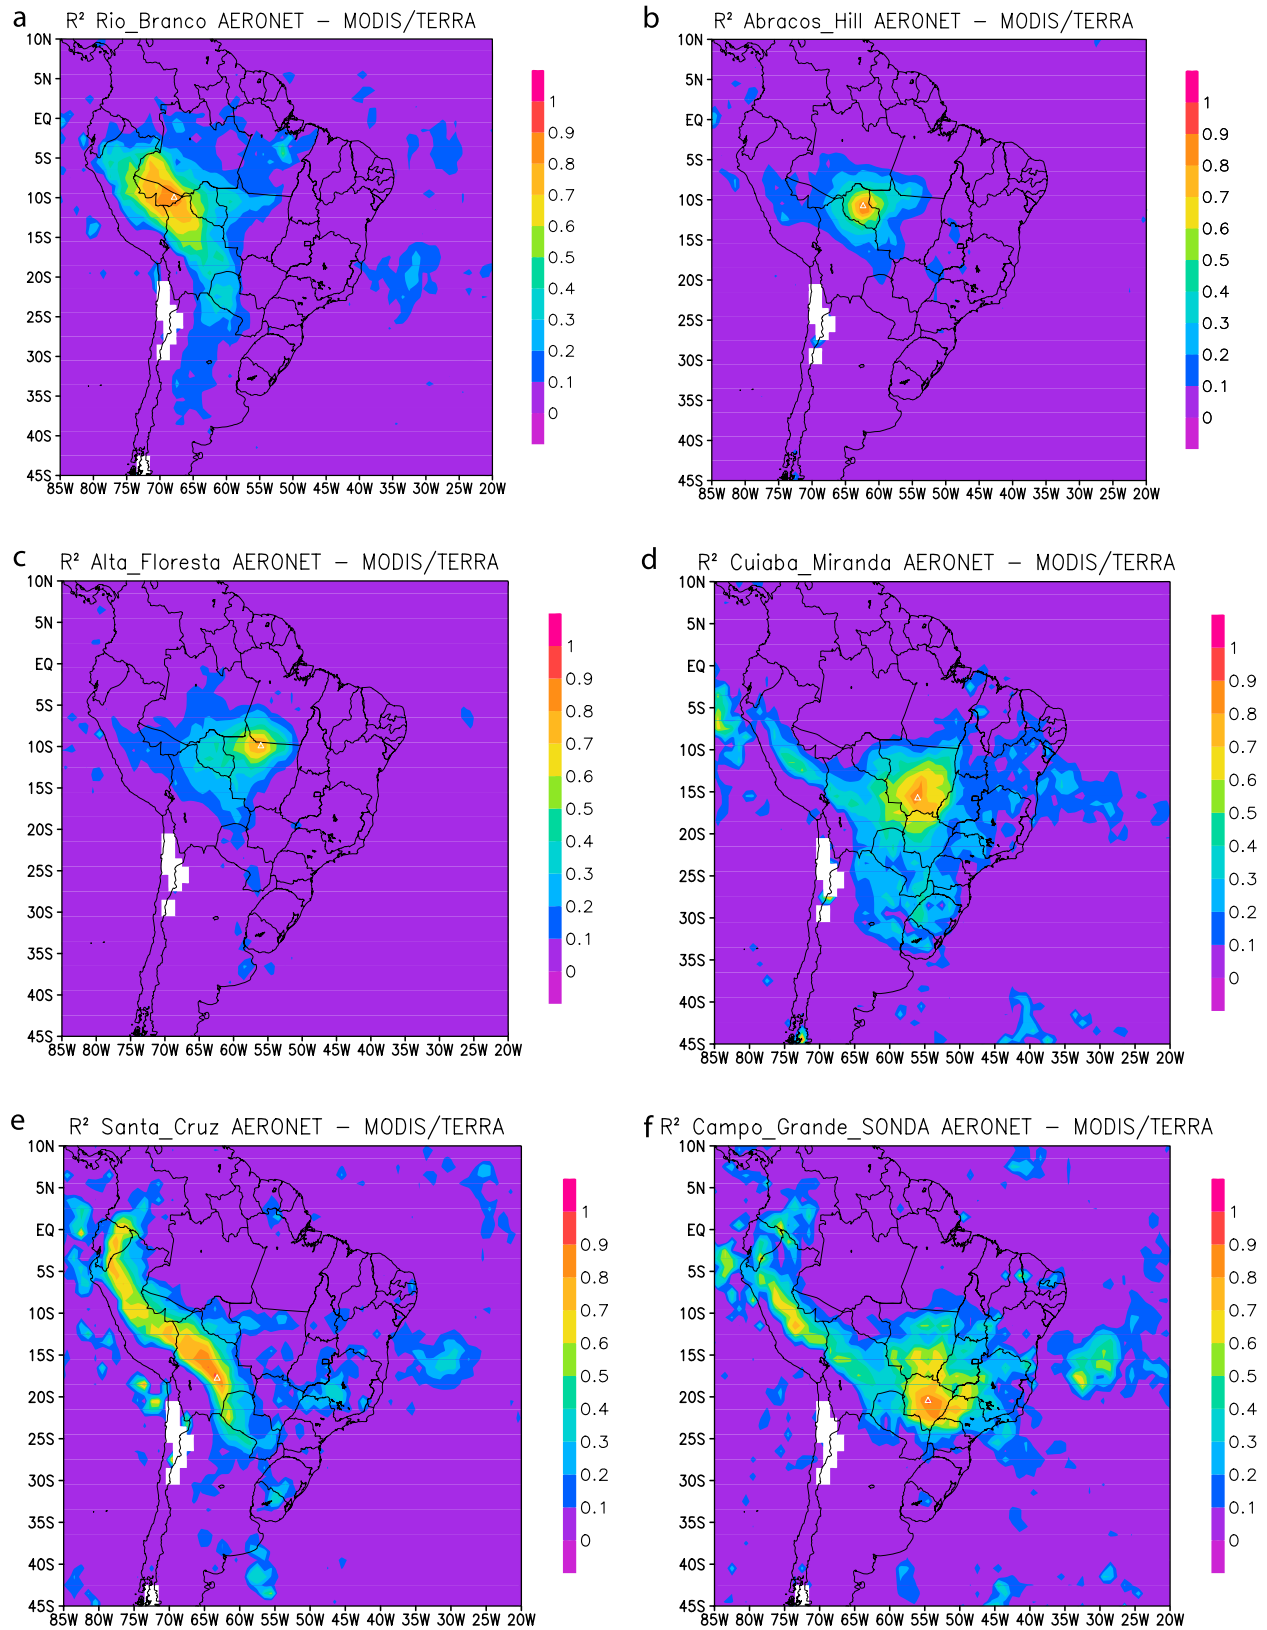 a R² Rio_Branco AERONET – MODIS/TERRA
10N
5N
EQ
5S
10S
15S
20S
25S
30S
35S
40S
45S
85W 80W 75W 70W 65W 60W 55W 50W 45W 40W 35W 30W 25W 20W
1
0.9
0.8
0.7
0.6
0.5
0.4
0.3
0.2
0.1
0
b R² Abracos_Hill AERONET – MODIS/TERRA
10N
5N
EQ
5S
10S
15S
20S
25S
30S
35S
40S
45S
85W 80W 75W 70W 65W 60W 55W 50W 45W 40W 35W 30W 25W 20W
1
0.9
0.8
0.7
0.6
0.5
0.4
0.3
0.2
0.1
0
c R² Alta_Floresta AERONET – MODIS/TERRA
10N
5N
EQ
5S
10S
15S
20S
25S
30S
35S
40S
45S
85W 80W 75W 70W 65W 60W 55W 50W 45W 40W 35W 30W 25W 20W
1
0.9
0.8
0.7
0.6
0.5
0.4
0.3
0.2
0.1
0
d R² Cuiaba_Miranda AERONET – MODIS/TERRA
10N
5N
EQ
5S
10S
15S
20S
25S
30S
35S
40S
45S
85W 80W 75W 70W 65W 60W 55W 50W 45W 40W 35W 30W 25W 20W
1
0.9
0.8
0.7
0.6
0.5
0.4
0.3
0.2
0.1
0
e R² Santa_Cruz AERONET – MODIS/TERRA
10N
5N
EQ
5S
10S
15S
20S
25S
30S
35S
40S
45S
85W 80W 75W 70W 65W 60W 55W 50W 45W 40W 35W 30W 25W 20W
1
0.9
0.8
0.7
0.6
0.5
0.4
0.3
0.2
0.1
0
f R² Campo_Grande_SONDA AERONET – MODIS/TERRA
10N
5N
EQ
5S
10S
15S
20S
25S
30S
35S
40S
45S
85W 80W 75W 70W 65W 60W 55W 50W 45W 40W 35W 30W 25W 20W
1
0.9
0.8
0.7
0.6
0.5
0.4
0.3
0.2
0.1
0